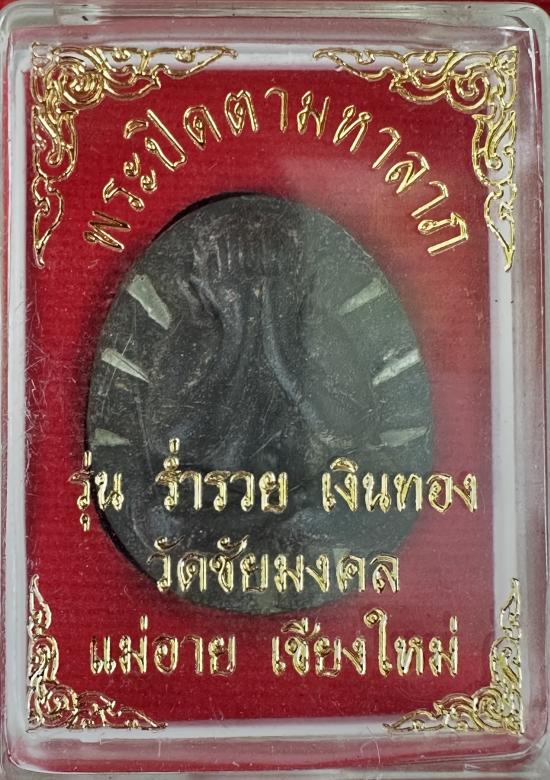 พระปิดตามหาลาภ
รุ่น ร่ำรวย เงินทอง
วัดชัยมงคล
แม่อาย เชียงใหม่